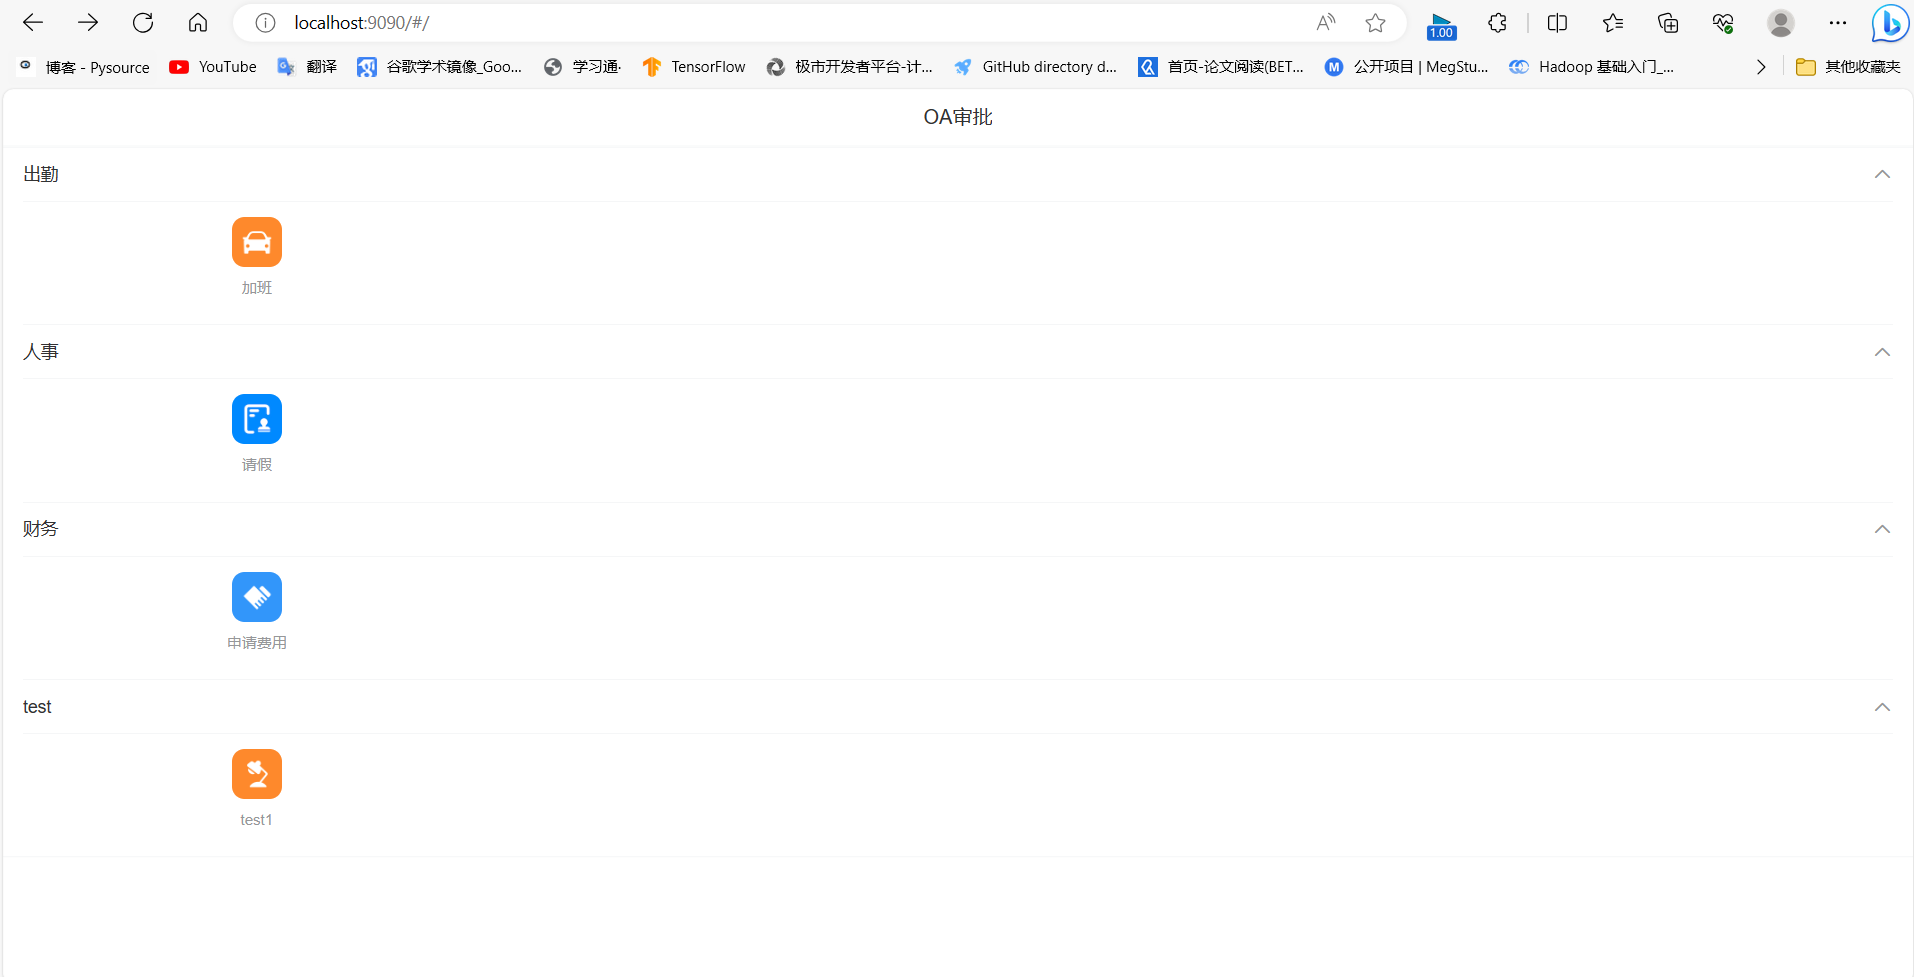 localhost:9090/#/
1.00
博客 - Pysource YouTube 翻译 谷歌学术镜像_Goo... 学习通· TensorFlow 极市开发者平台-计... GitHub directory d... 首页-论文阅读(BET... 公开项目 | MegStu... Hadoop 基础入门_... 其他收藏夹
OA审批
出勤
加班
人事
请假
财务
申请费用
test
test1